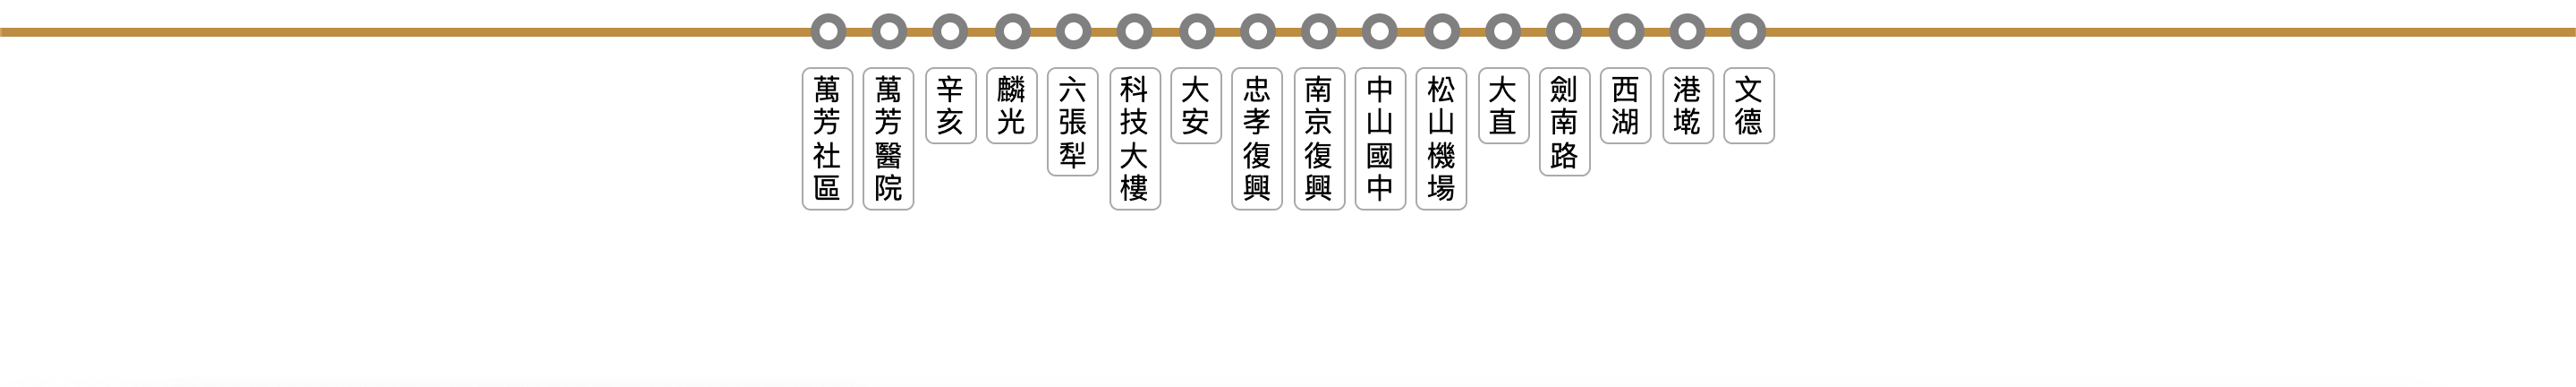 萬芳社區
萬芳醫院
辛亥
麟光
六張犁
科技大樓
大安
忠孝復興
南京復興
中山國中
松山機場
大直
劍南路
西湖
港墘
文德